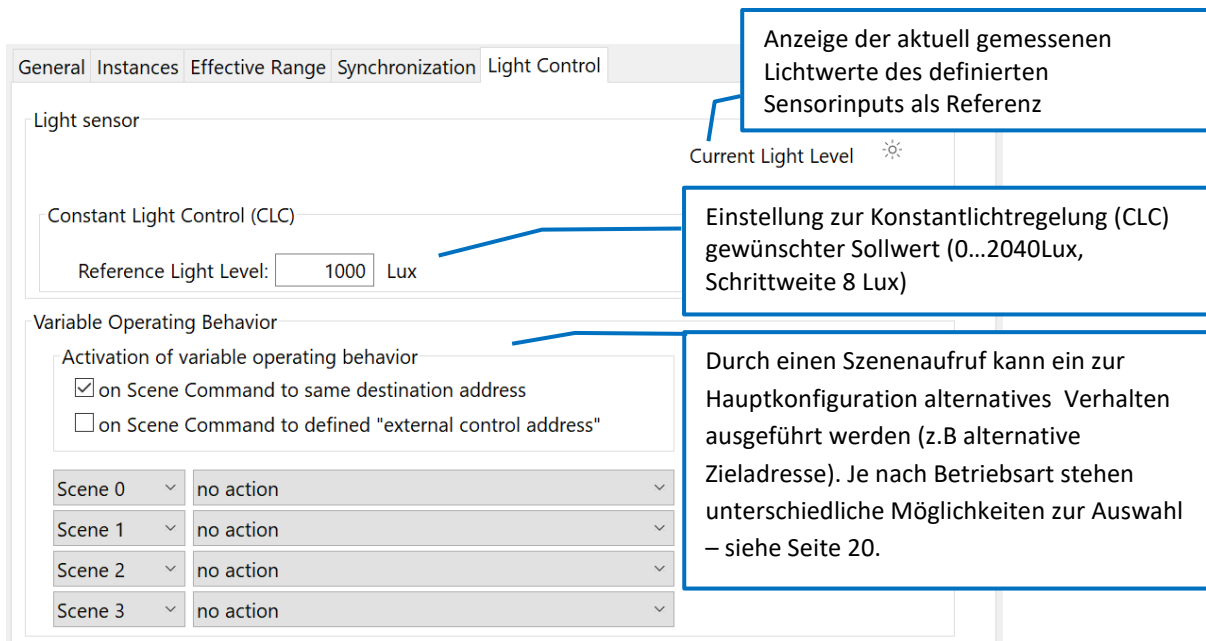 General Instances Effective Range Synchronization Light Control
Anzeige der aktuell gemessenen
Lichtwerte des definierten
Sensorinputs als Referenz
Light sensor
Current Light Level
Constant Light Control (CLC)
Reference Light Level: 1000 Lux
Einstellung zur Konstantlichtregelung (CLC)
gewünschter Sollwert (0...2040Lux,
Schrittweite 8 Lux)
Variable Operating Behavior
Activation of variable operating behavior
on Scene Command to same destination address
on Scene Command to defined "external control address"
Scene 0 no action
Scene 1 no action
Scene 2 no action
Scene 3 no action
Durch einen Szenenaufruf kann ein zur
Hauptkonfiguration alternatives  Verhalten
ausgeführt werden (z.B alternative
Zieladresse). Je nach Betriebsart stehen
unterschiedliche Möglichkeiten zur Auswahl
– siehe Seite 20.